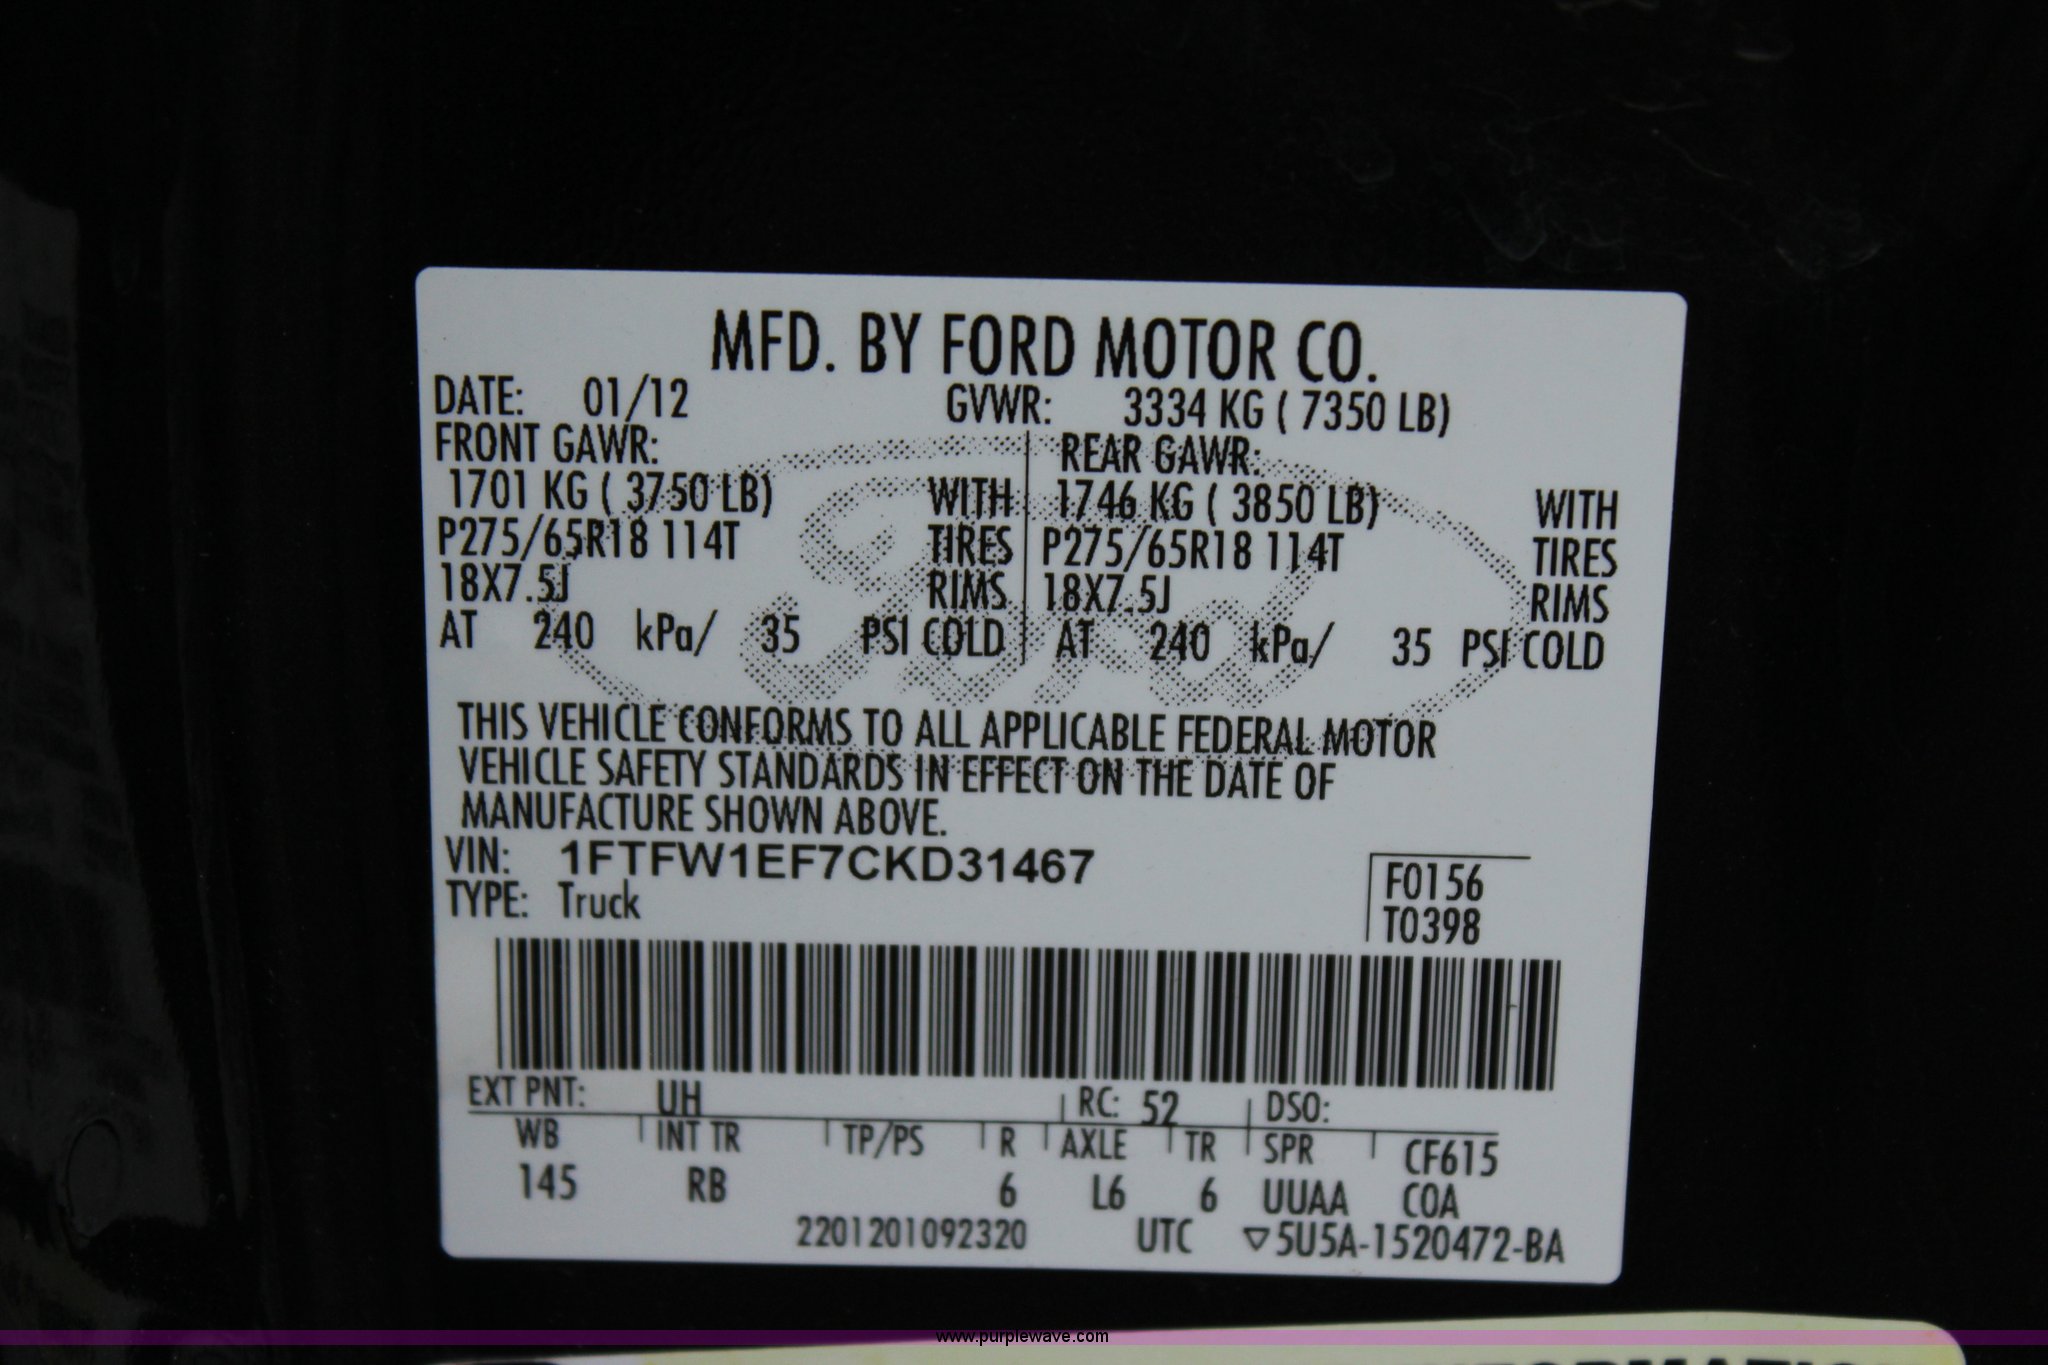 MFD. BY FORD MOTOR CO.
DATE: 01/12 GVWR: 3334 KG ( 7350 LB)
FRONT GAWR: REAR GAWR:
1701 KG ( 3750 LB) WITH 1746 KG ( 3850 LB) WITH
P275/65R18 114T TIRES P275/65R18 114T TIRES
18X7.5J RIMS 18X7.5J RIMS
AT 240 kPa/ 35 PSI COLD AT 240 kPa/ 35 PSI COLD
Ford
THIS VEHICLE CONFORMS TO ALL APPLICABLE FEDERAL MOTOR
VEHICLE SAFETY STANDARDS IN EFFECT ON THE DATE OF
MANUFACTURE SHOWN ABOVE.
VIN: 1FTFW1EF7CKD31467
F0156
TYPE: Truck
T0398
EXT PNT: UH RC: 52 DSO:
WB INT TR TP/PS R AXLE TR SPR CF615
145 RB 6 L6 6 UUAA COA
2201201092320 UTC ▽5U5A-1520472-BA
www.purplewave.com